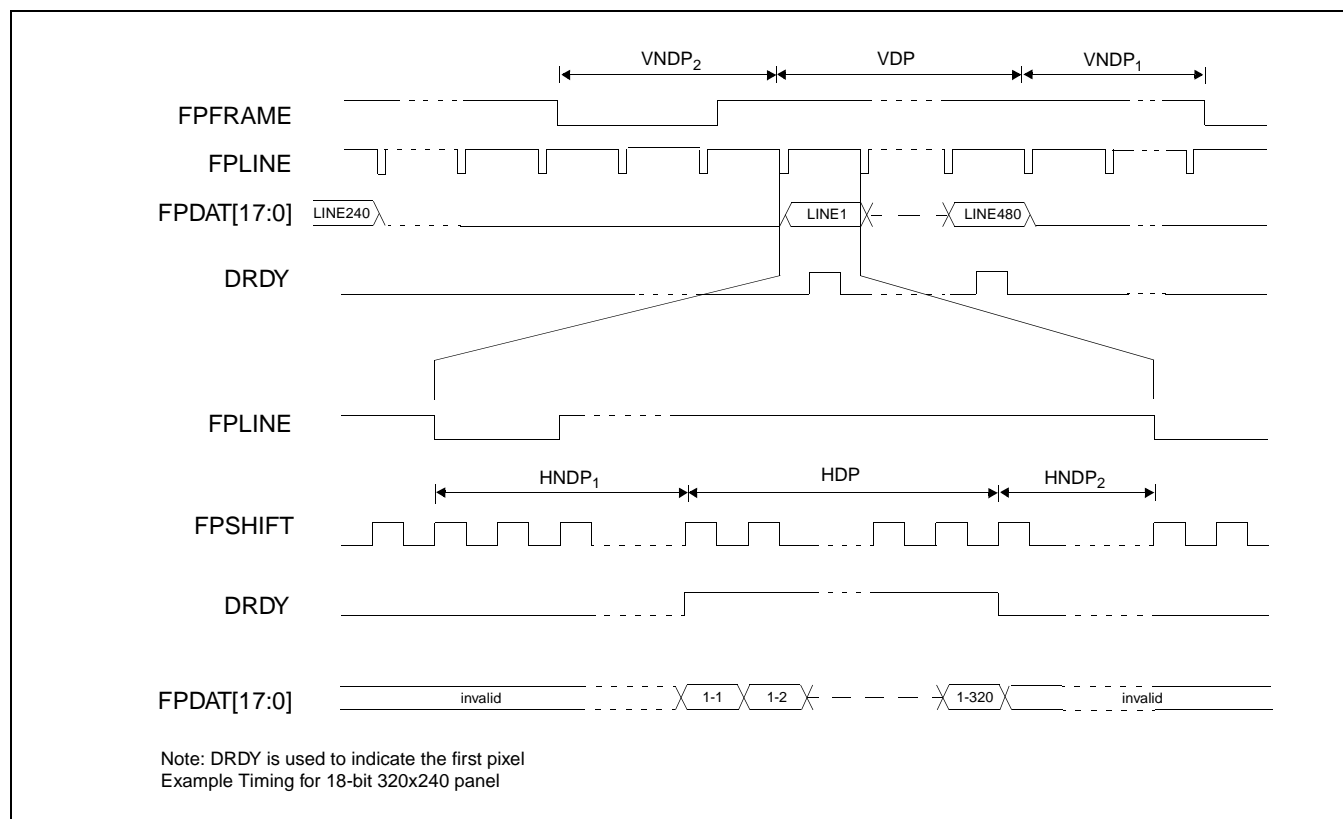 VNDP2 VDP VNDP1
FPFRAME
FPLINE
FPDAT[17:0] LINE240 LINE1 LINE480
DRDY
FPLINE
HNDP1 HDP HNDP2
FPSHIFT
DRDY
FPDAT[17:0] invalid 1-1 1-2 1-320 invalid
Note: DRDY is used to indicate the first pixel
Example Timing for 18-bit 320x240 panel